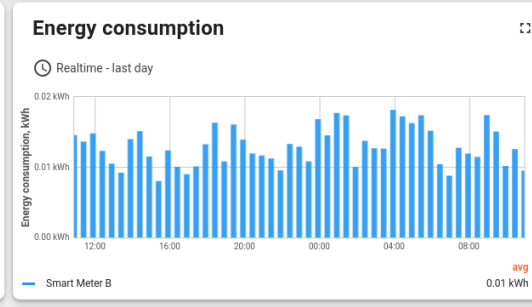 Energy consumption
Realtime - last day
0.02 kWh
0.01 kWh
0.00 kWh
Energy consumption, kWh
12:00 16:00 20:00 00:00 04:00 08:00
avg
Smart Meter B 0.01 kWh